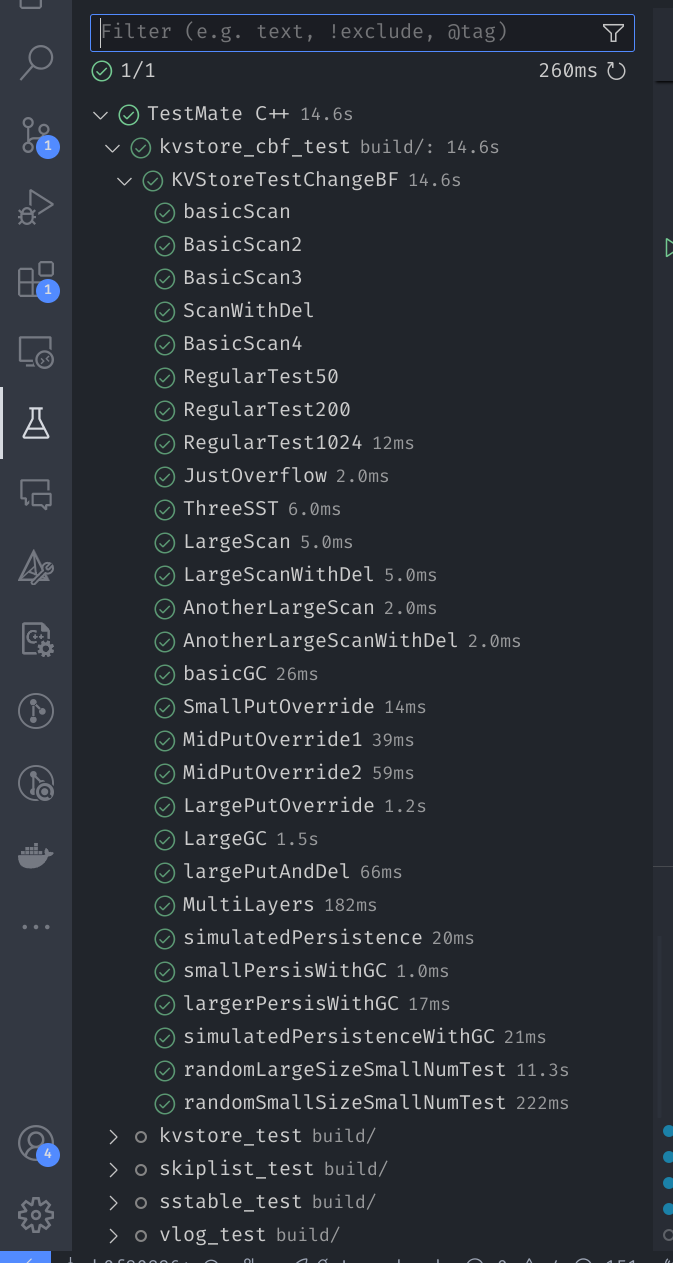 Filter (e.g. text, !exclude, @tag)
1/1 260ms
TestMate C++ 14.6s
1
kvstore_cbf_test build/: 14.6s
KVStoreTestChangeBF 14.6s
basicScan
BasicScan2
BasicScan3
1
ScanWithDel
BasicScan4
RegularTest50
RegularTest200
RegularTest1024 12ms
JustOverflow 2.0ms
ThreeSST 6.0ms
LargeScan 5.0ms
LargeScanWithDel 5.0ms
AnotherLargeScan 2.0ms
AnotherLargeScanWithDel 2.0ms
basicGC 26ms
SmallPutOverride 14ms
MidPutOverride1 39ms
MidPutOverride2 59ms
LargePutOverride 1.2s
LargeGC 1.5s
largePutAndDel 66ms
MultiLayers 182ms
simulatedPersistence 20ms
smallPersisWithGC 1.0ms
largerPersisWithGC 17ms
simulatedPersistenceWithGC 21ms
randomLargeSizeSmallNumTest 11.3s
randomSmallSizeSmallNumTest 222ms
kvstore_test build/
4
skiplist_test build/
sstable_test build/
vlog_test build/